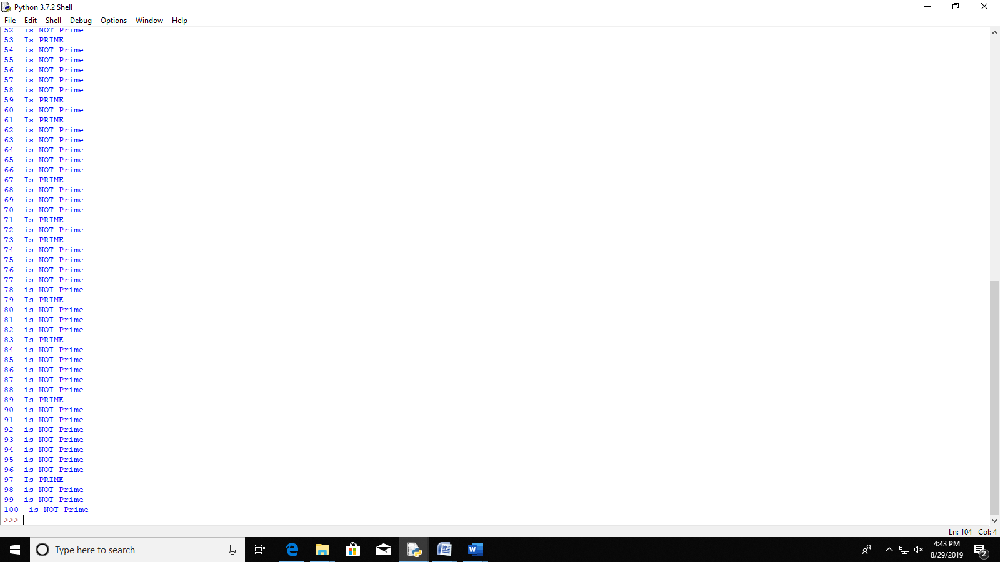 Python 3.7.2 Shell
File Edit Shell Debug Options Window Help
52  is NOT Prime
53  Is PRIME
54  is NOT Prime
55  is NOT Prime
56  is NOT Prime
57  is NOT Prime
58  is NOT Prime
59  Is PRIME
60  is NOT Prime
61  Is PRIME
62  is NOT Prime
63  is NOT Prime
64  is NOT Prime
65  is NOT Prime
66  is NOT Prime
67  Is PRIME
68  is NOT Prime
69  is NOT Prime
70  is NOT Prime
71  Is PRIME
72  is NOT Prime
73  Is PRIME
74  is NOT Prime
75  is NOT Prime
76  is NOT Prime
77  is NOT Prime
78  is NOT Prime
79  Is PRIME
80  is NOT Prime
81  is NOT Prime
82  is NOT Prime
83  Is PRIME
84  is NOT Prime
85  is NOT Prime
86  is NOT Prime
87  is NOT Prime
88  is NOT Prime
89  Is PRIME
90  is NOT Prime
91  is NOT Prime
92  is NOT Prime
93  is NOT Prime
94  is NOT Prime
95  is NOT Prime
96  is NOT Prime
97  Is PRIME
98  is NOT Prime
99  is NOT Prime
100  is NOT Prime
>>>
Ln: 104 Col: 4
Type here to search
4:43 PM
8/29/2019
2